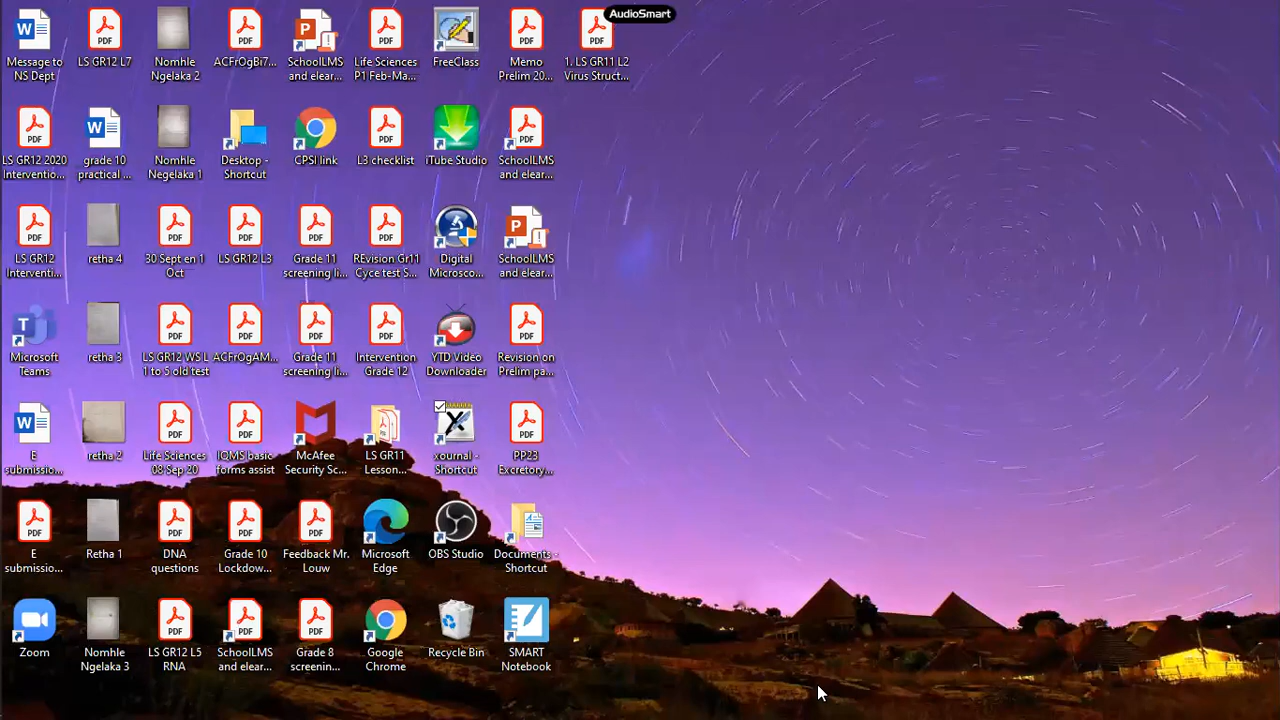 AudioSmart
Message to
NS Dept
LS GR12 L7
Nomhle
Ngelaka 2
ACFrOgBi7...
SchoolLMS
and elear...
Life Sciences
P1 Feb-Ma...
FreeClass
Memo
Prelim 20...
1. LS GR11 L2
Virus Struct...
LS GR12 2020
Interventio...
grade 10
practical ...
Nomhle
Negelaka 1
Desktop -
Shortcut
CPSI link
L3 checklist
iTube Studio
SchoolLMS
and elear...
LS GR12
Interventi...
retha 4
30 Sept en 1
Oct
LS GR12 L3
Grade 11
screening li...
REvision Gr11
Cyce test S...
Digital
Microsco...
SchoolLMS
and elear...
Microsoft
Teams
retha 3
LS GR12 WS L
1 to 5 old test
ACFrOgAM...
Grade 11
screening li...
Intervention
Grade 12
YTD Video
Downloader
Revision on
Prelim pa...
E
submissio...
retha 2
Life Sciences
08 Sep 20
IQMS basic
forms assist
McAfee
Security Sc...
LS GR11
Lesson...
xournal -
Shortcut
PP23
Excretory...
E
submissio...
Retha 1
DNA
questions
Grade 10
Lockdow...
Feedback Mr.
Louw
Microsoft
Edge
OBS Studio
Documents -
Shortcut
Zoom
Nomhle
Ngelaka 3
LS GR12 L5
RNA
SchoolLMS
and elear...
Grade 8
screenin...
Google
Chrome
Recycle Bin
SMART
Notebook